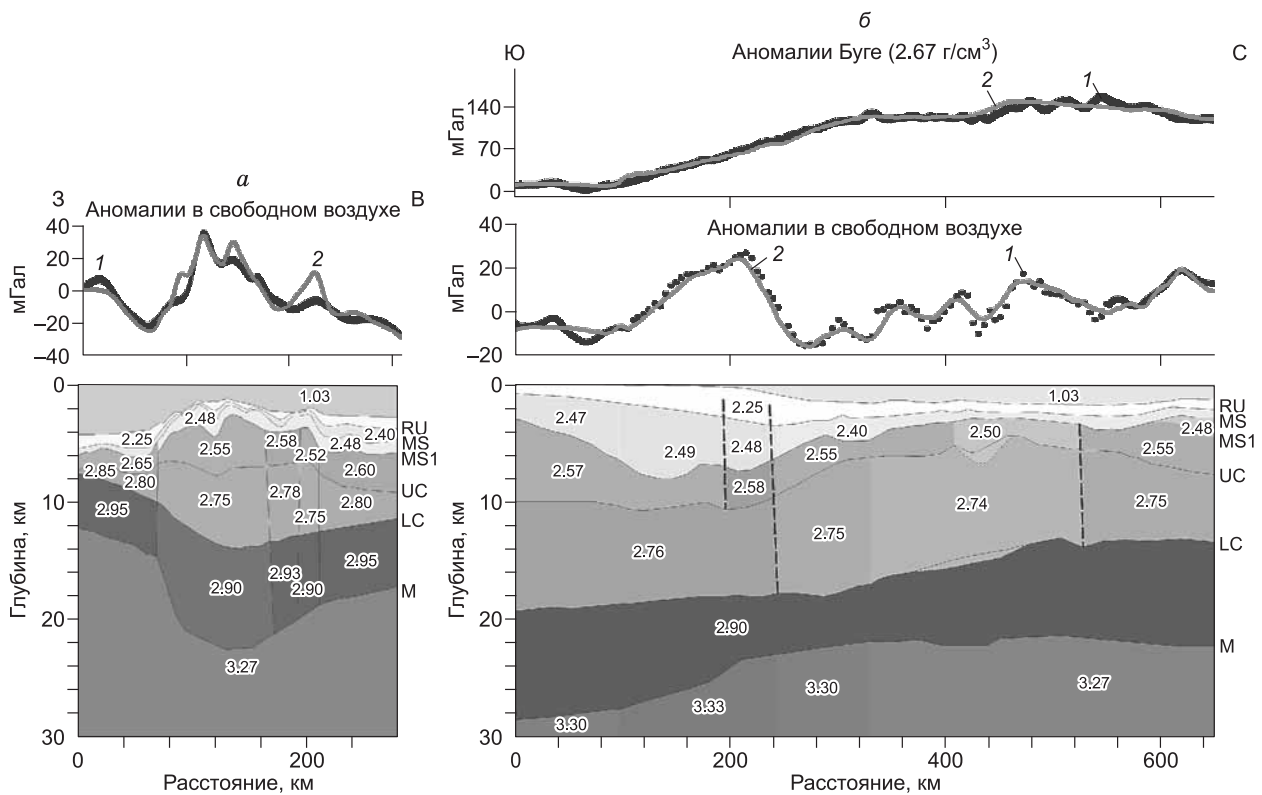 а
З
В
Аномалии в свободном воздухе
мГал
40
20
0
–20
–40
1
2
Глубина, км
0
10
20
30
1.03
2.48
2.25
2.58
2.40
2.55
2.48
2.52
2.65
2.85
2.80
2.60
2.75
2.78
2.80
2.75
2.95
2.95
2.93
2.90
2.90
3.27
RU
MS
MS1
UC
LC
M
0
200
Расстояние, км
б
Ю
С
Аномалии Буге (2.67 г/см³)
мГал
140
70
0
2
1
Аномалии в свободном воздухе
мГал
40
20
0
–20
2
1
0
10
20
30
1.03
2.25
2.47
2.40
2.50
2.48
2.49
2.48
2.55
2.55
2.57
2.58
2.74
2.75
2.76
2.75
2.90
3.30
3.27
3.33
3.30
RU
MS
MS1
UC
LC
M
0
200
400
600
Глубина, км
Расстояние, км